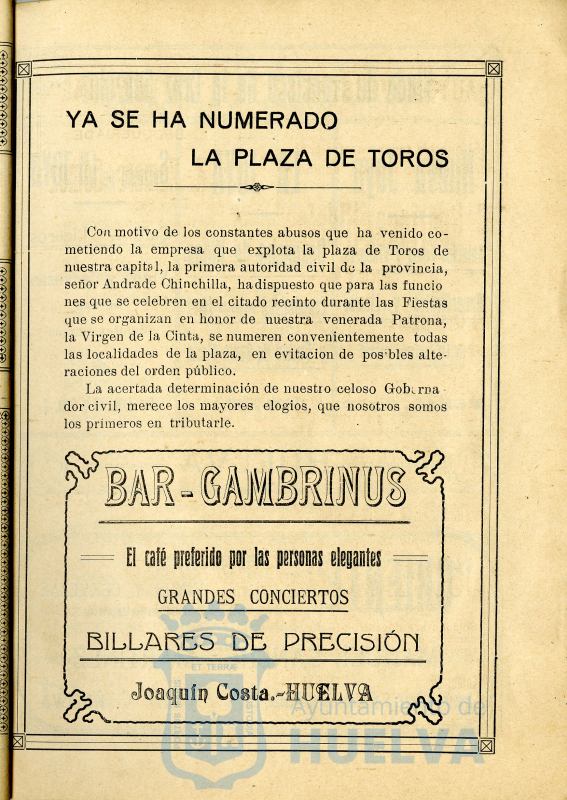 YA SE HA NUMERADO
LA PLAZA DE TOROS
Con motivo de los constantes abusos que ha venido co-
metiendo la empresa que explota la plaza de Toros de
nuestra capital, la primera autoridad civil de la provincia,
señor Andrade Chinchilla, ha dispuesto que para las funcio
nes que se celebren en el citado recinto durante las Fiestas
que se organizan en honor de nuestra venerada Patrona,
la Virgen de la Cinta, se numeren convenientemente todas
las localidades de la plaza, en evitacion de posibles alte-
raciones del orden público.
La acertada determinación de nuestro celoso Goberna-
dor civil, merece los mayores elogios, que nosotros somos
los primeros en tributarle.
BAR-GAMBRINUS
El café preferido por las personas elegantes
GRANDES CONCIERTOS
BILLARES DE PRECISIÓN
Joaquín Costa.-HUELVA
Ayuntamiento de
HUELVA